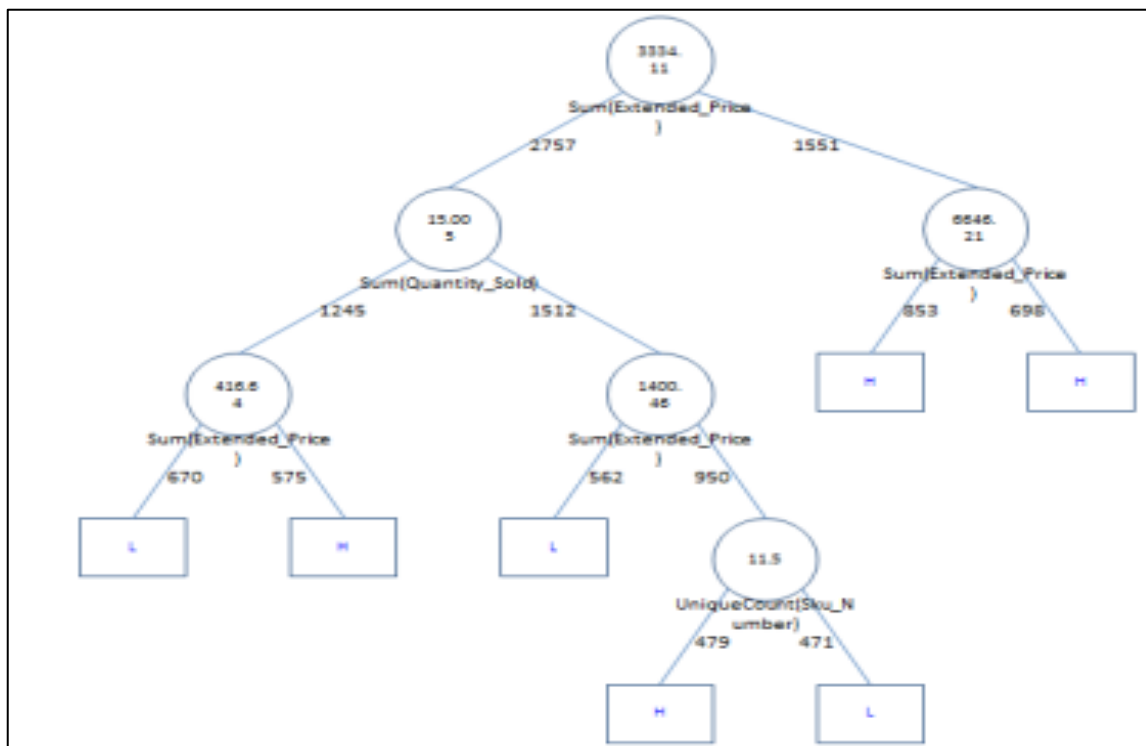 3334.
11
Sum(Extended_Price
)
2757
1551
15.00
5
6646.
21
Sum(Quantity_Sold)
Sum(Extended_Price
)
1245
1512
853
698
416.6
4
1400.
46
H
H
Sum(Extended_Price
)
Sum(Extended_Price
)
670
575
562
950
L
H
L
11.5
UniqueCount(Sku_N
umber)
479
471
H
L